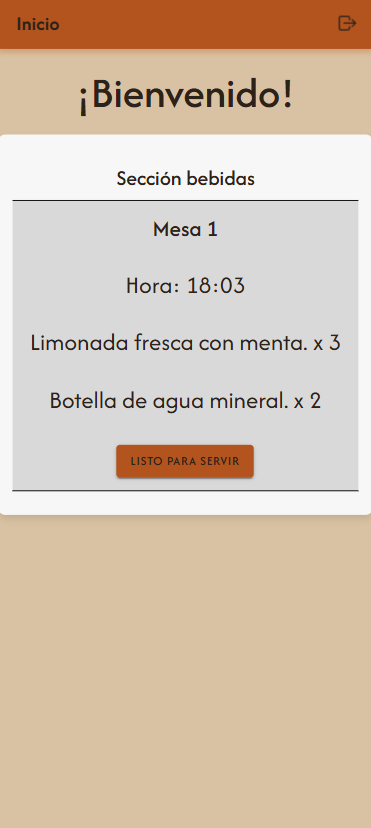 Inicio
¡Bienvenido!
Sección bebidas
Mesa 1
Hora: 18:03
Limonada fresca con menta. x 3
Botella de agua mineral. x 2
LISTO PARA SERVIR